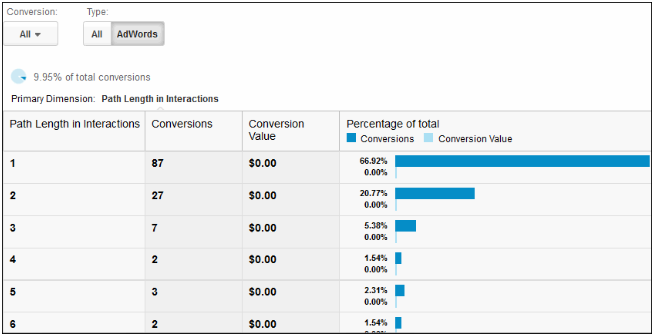 Conversion: Type:
All All AdWords
9.95% of total conversions
Primary Dimension: Path Length in Interactions
Path Length in Interactions Conversions Conversion Value Percentage of total
Conversions Conversion Value
1 87 $0.00 66.92%
0.00%
2 27 $0.00 20.77%
0.00%
3 7 $0.00 5.38%
0.00%
4 2 $0.00 1.54%
0.00%
5 3 $0.00 2.31%
0.00%
6 2 $0.00 1.54%